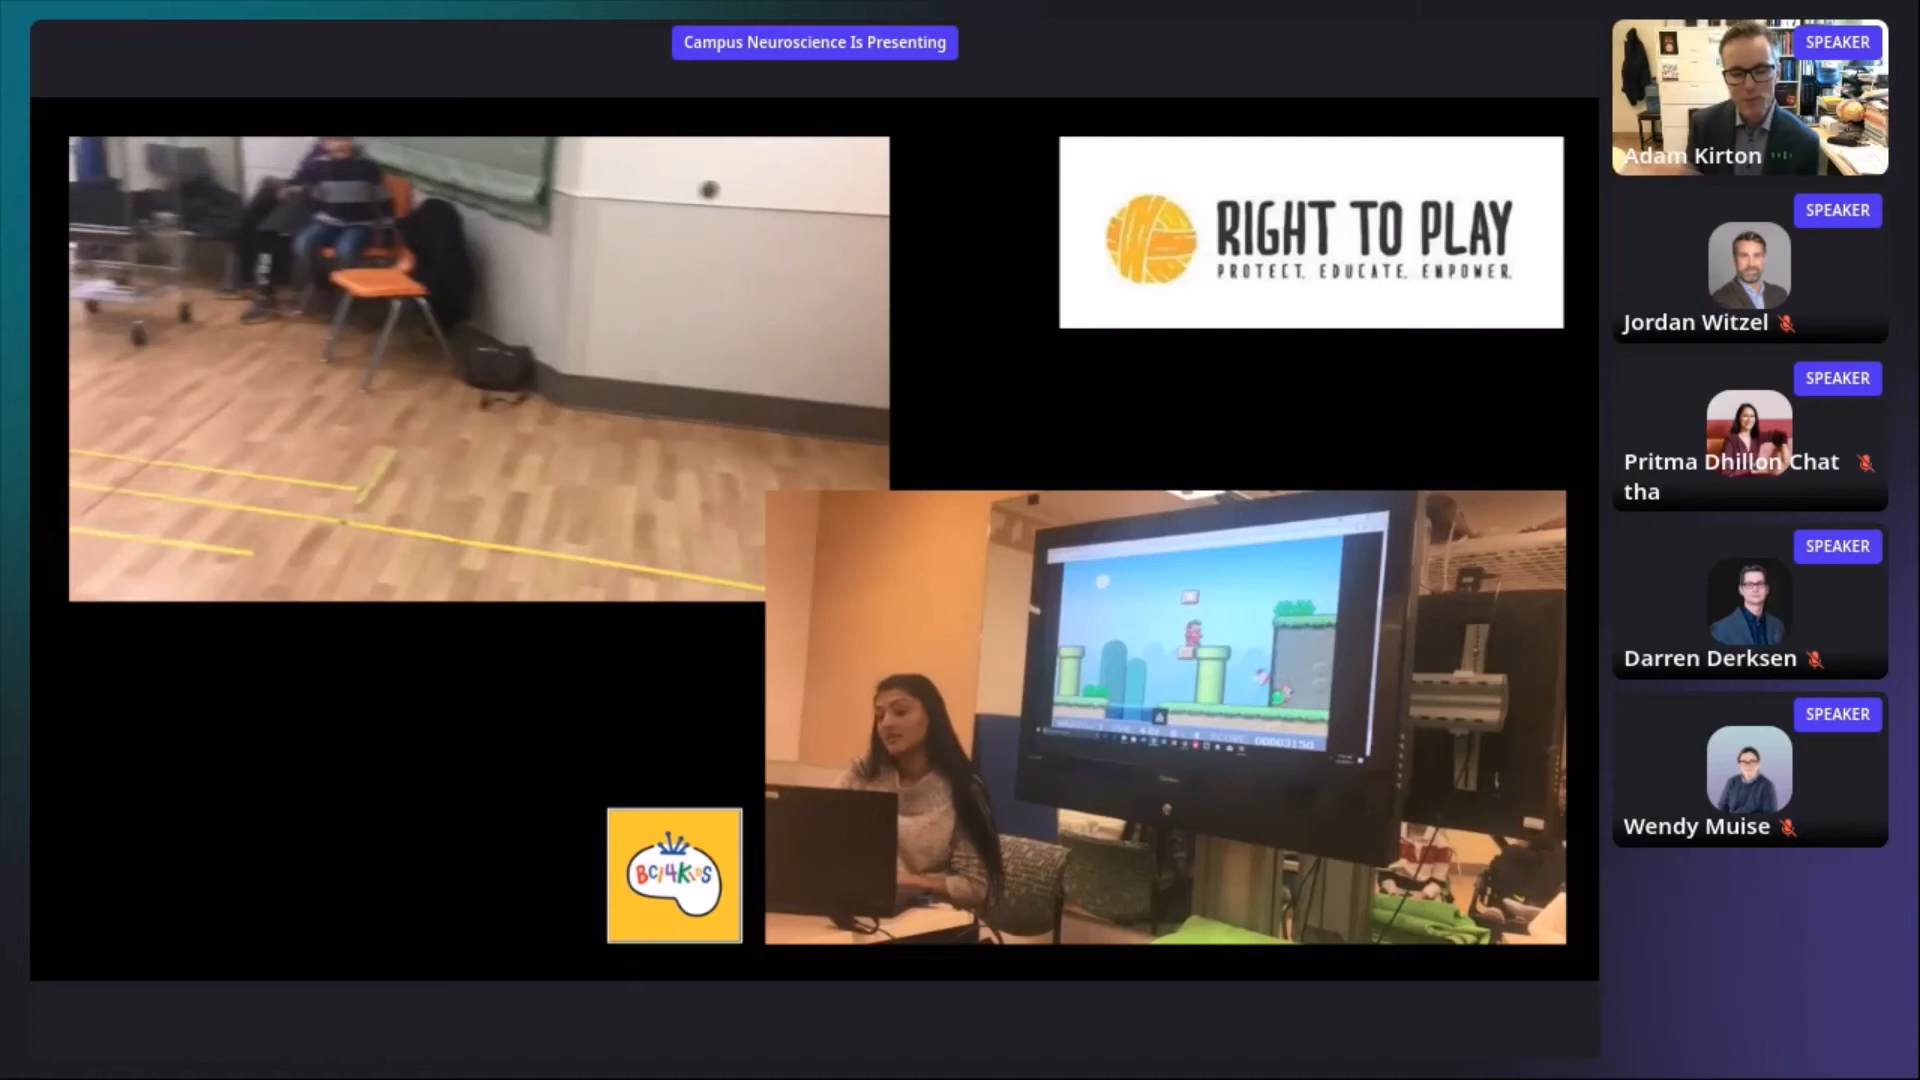 Campus Neuroscience Is Presenting
RIGHT TO PLAY
PROTECT. EDUCATE. EMPOWER.
BCI4KIDS
SPEAKER
Adam Kirton
SPEAKER
Jordan Witzel
SPEAKER
Pritma Dhillon Chat
tha
SPEAKER
Darren Derksen
SPEAKER
Wendy Muise